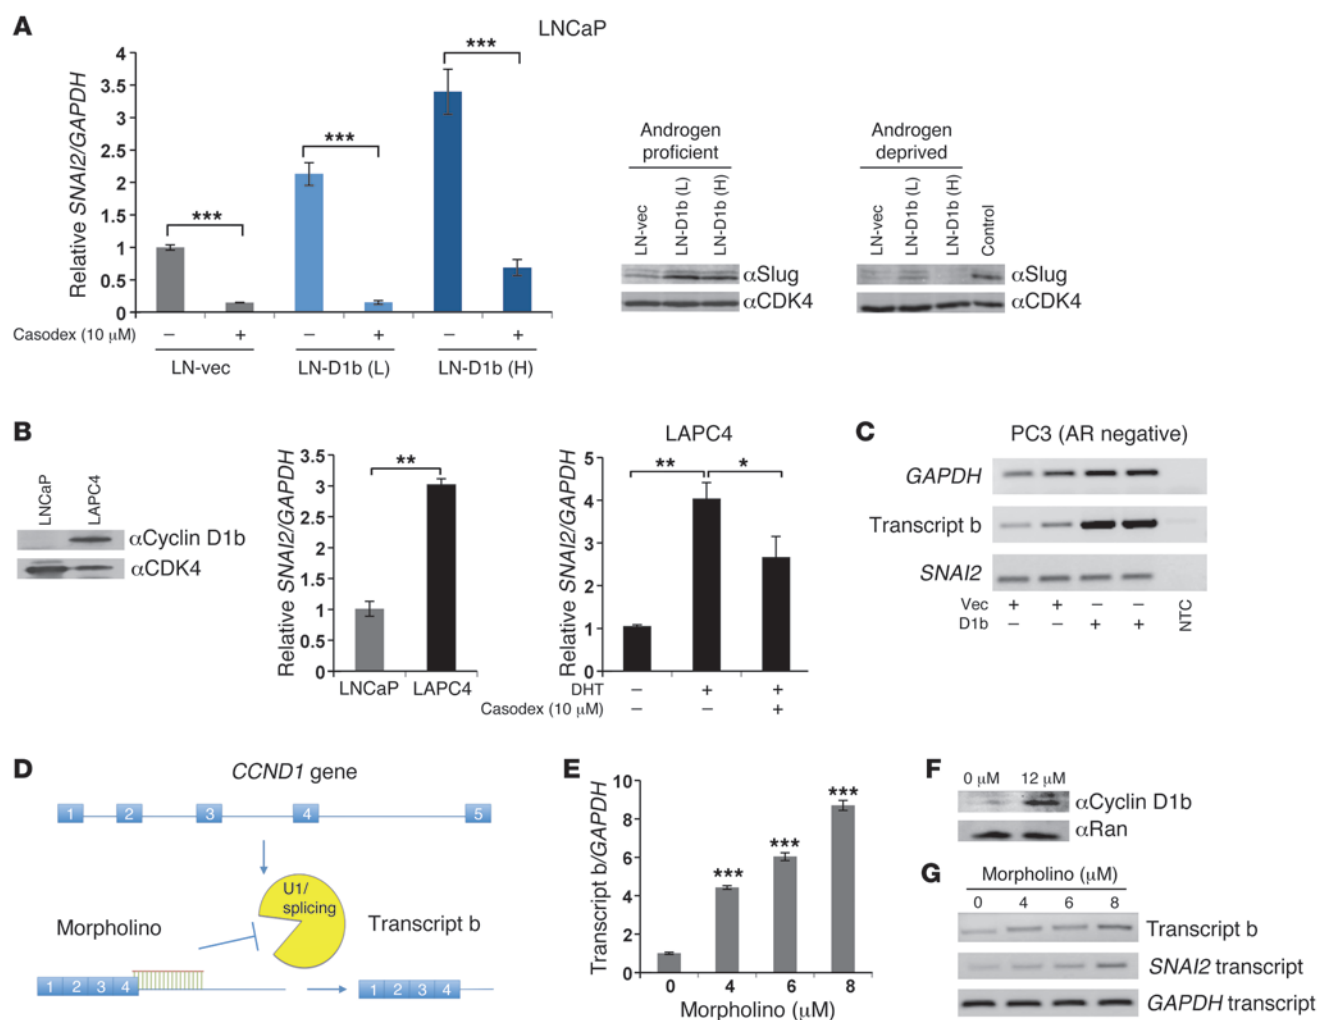 A
LNCaP
Relative SNAI2/GAPDH
4
3.5
3
2.5
2
1.5
1
0.5
0
***
***
***
Casodex (10 μM)
– + – + – +
LN-vec
LN-D1b (L)
LN-D1b (H)
Androgen
proficient
LN-vec
LN-D1b (L)
LN-D1b (H)
αSlug
αCDK4
Androgen
deprived
LN-vec
LN-D1b (L)
LN-D1b (H)
Control
αSlug
αCDK4
B
LNCaP
LAPC4
αCyclin D1b
αCDK4
Relative SNAI2/GAPDH
3.5
3
2.5
2
1.5
1
0.5
0
**
LNCaP
LAPC4
LAPC4
Relative SNAI2/GAPDH
5
4
3
2
1
0
**
*
DHT – + +
Casodex (10 μM) – – +
C
PC3 (AR negative)
GAPDH
Transcript b
SNAI2
Vec + + – –
D1b – – + +
NTC
D
CCND1 gene
1 2 3 4 5
U1/
splicing
Morpholino
Transcript b
1 2 3 4
1 2 3 4
E
Transcript b/GAPDH
10
8
6
4
2
0
***
***
***
0 4 6 8
Morpholino (μM)
F
0 μM 12 μM
αCyclin D1b
αRan
G
Morpholino (μM)
0 4 6 8
Transcript b
SNAI2 transcript
GAPDH transcript